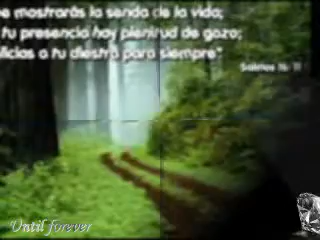 e mostrarás la senda de la vida;
tu presencia hay plenitud de gozo;
licias a tu diestra para siempre"
Salmos 16: 11
Until forever